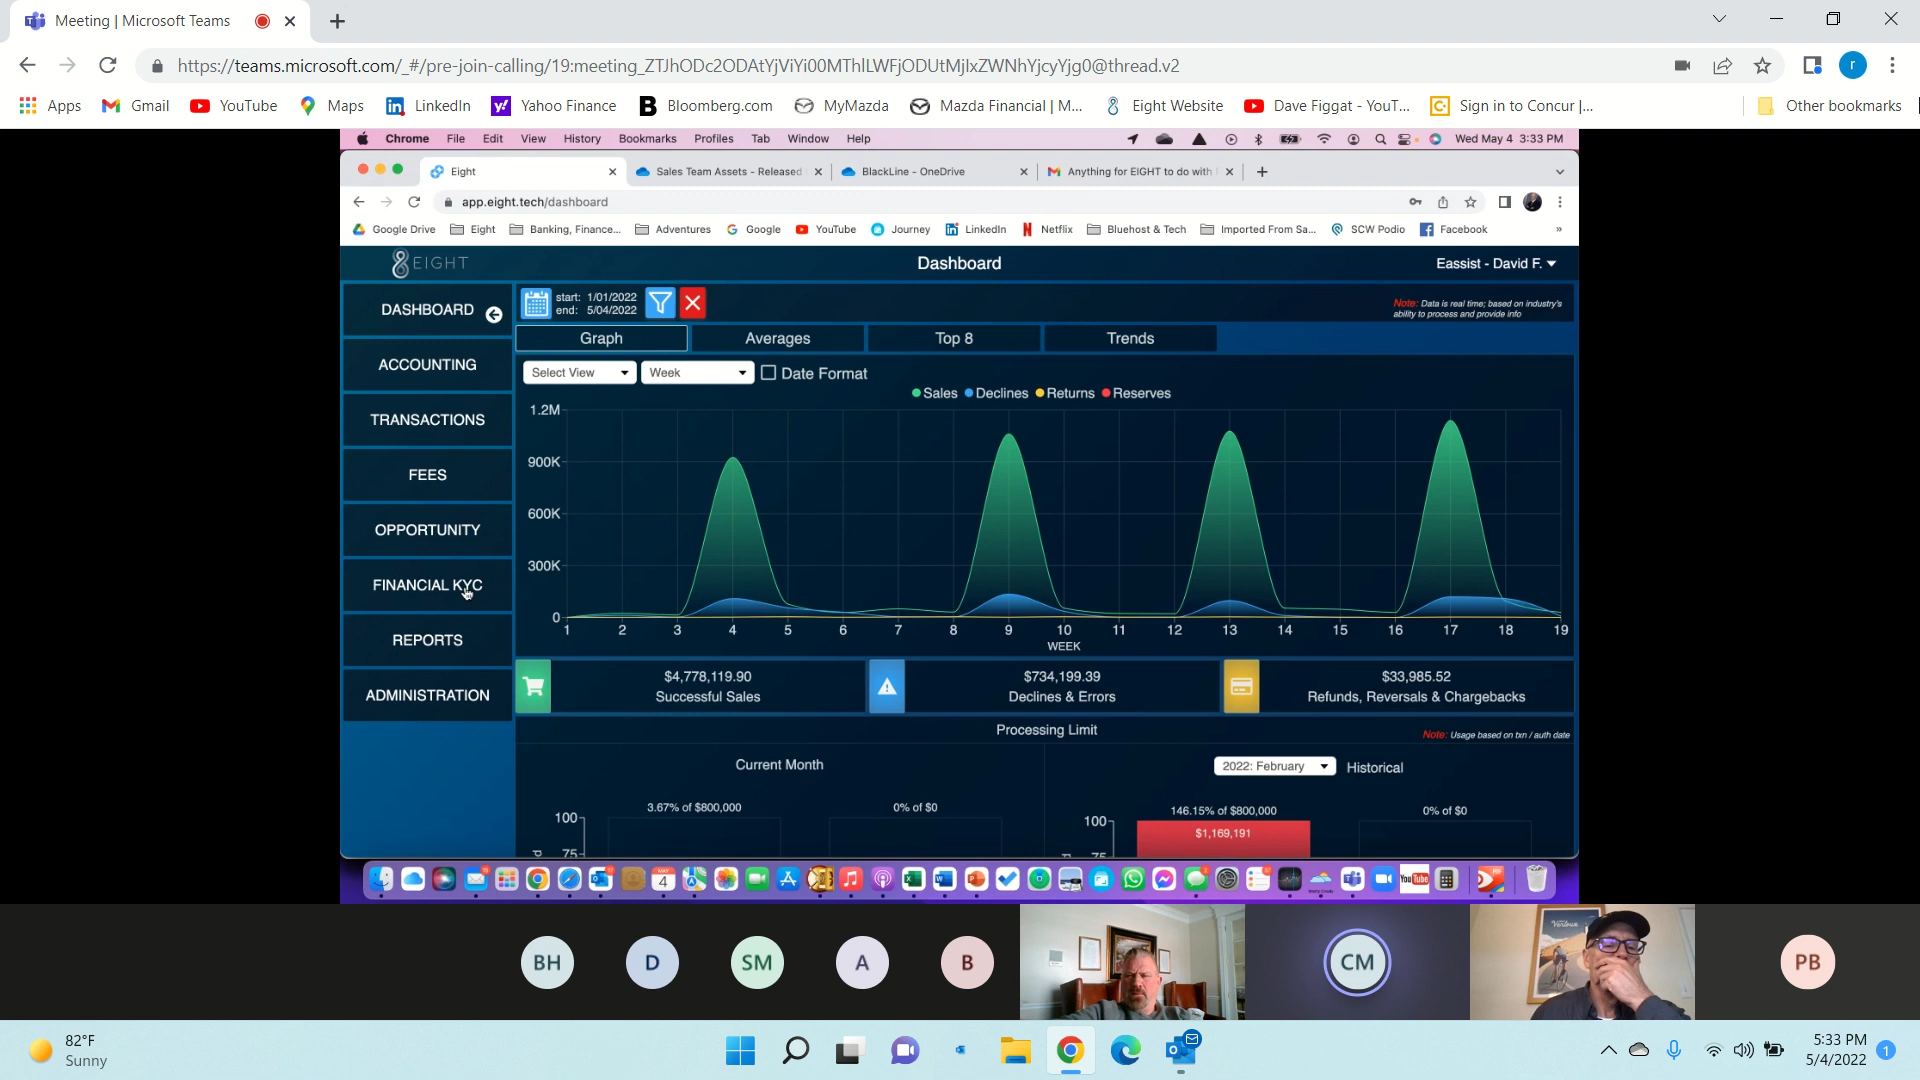 Meeting | Microsoft Teams
https://teams.microsoft.com/_#/pre-join-calling/19:meeting_ZTJhODc2ODAtYjViYi00MThlLWFjODUtMjIxZWNhYjcyYjg0@thread.v2
r
Apps Gmail YouTube Maps LinkedIn Yahoo Finance Bloomberg.com MyMazda Mazda Financial | M... Eight Website Dave Figgat - YouT... Sign in to Concur |... Other bookmarks
Chrome File Edit View History Bookmarks Profiles Tab Window Help Wed May 4 3:33 PM
Eight Sales Team Assets - Released BlackLine - OneDrive Anything for EIGHT to do with
app.eight.tech/dashboard
Google Drive Eight Banking, Finance... Adventures Google YouTube Journey LinkedIn Netflix Bluehost & Tech Imported From Sa... SCW Podio Facebook »
EIGHT Dashboard Eassist - David F.
DASHBOARD
ACCOUNTING
TRANSACTIONS
FEES
OPPORTUNITY
FINANCIAL KYC
REPORTS
ADMINISTRATION
start: 1/01/2022
end: 5/04/2022
Note: Data is real time; based on industry's
ability to process and provide info
Graph Averages Top 8 Trends
Select View Week Date Format
Sales Declines Returns Reserves
1.2M
900K
600K
300K
0
1 2 3 4 5 6 7 8 9 10 11 12 13 14 15 16 17 18 19
WEEK
$4,778,119.90
Successful Sales
$734,199.39
Declines & Errors
$33,985.52
Refunds, Reversals & Chargebacks
Processing Limit
Note: Usage based on txn / auth date
Current Month
2022: February Historical
3.67% of $800,000 0% of $0
146.15% of $800,000 0% of $0
100
75
100
75
$1,169,191
MAY
4
YouTube
BH D SM A B CM PB
82°F
Sunny
5:33 PM
5/4/2022
1